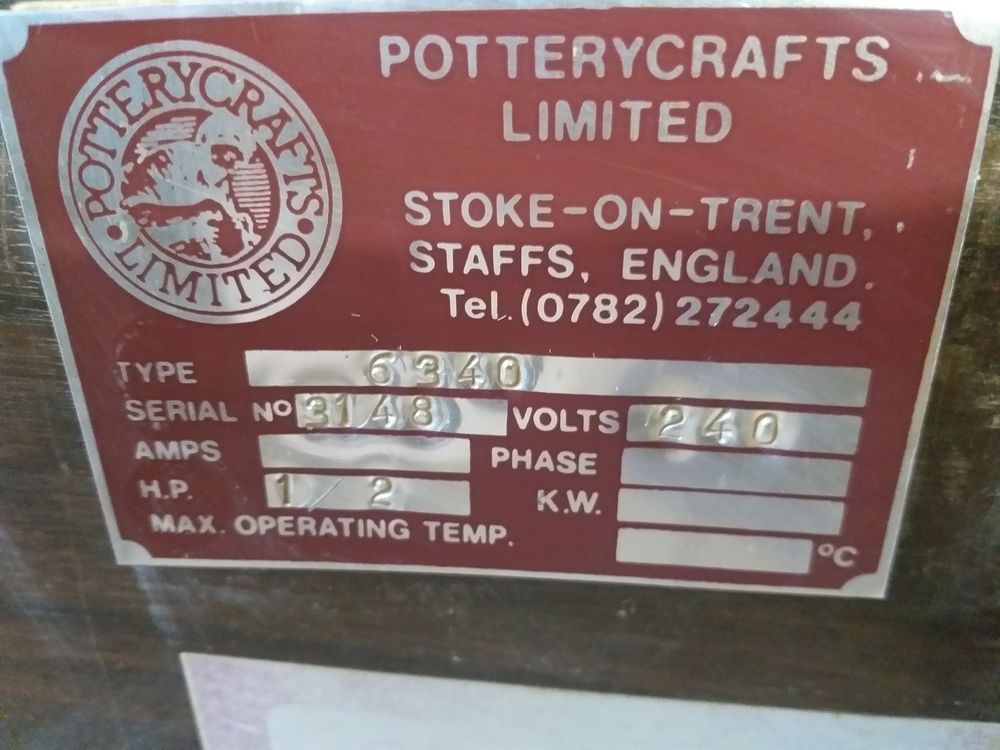 POTTERYCRAFTS
LIMITED
POTTERYCRAFTS · LIMITED ·
STOKE-ON-TRENT,
STAFFS, ENGLAND.
Tel. (0782) 272444
TYPE 6340
SERIAL Nº 3148 VOLTS 240
AMPS PHASE
H.P. 1/2 K.W.
MAX. OPERATING TEMP. ºC